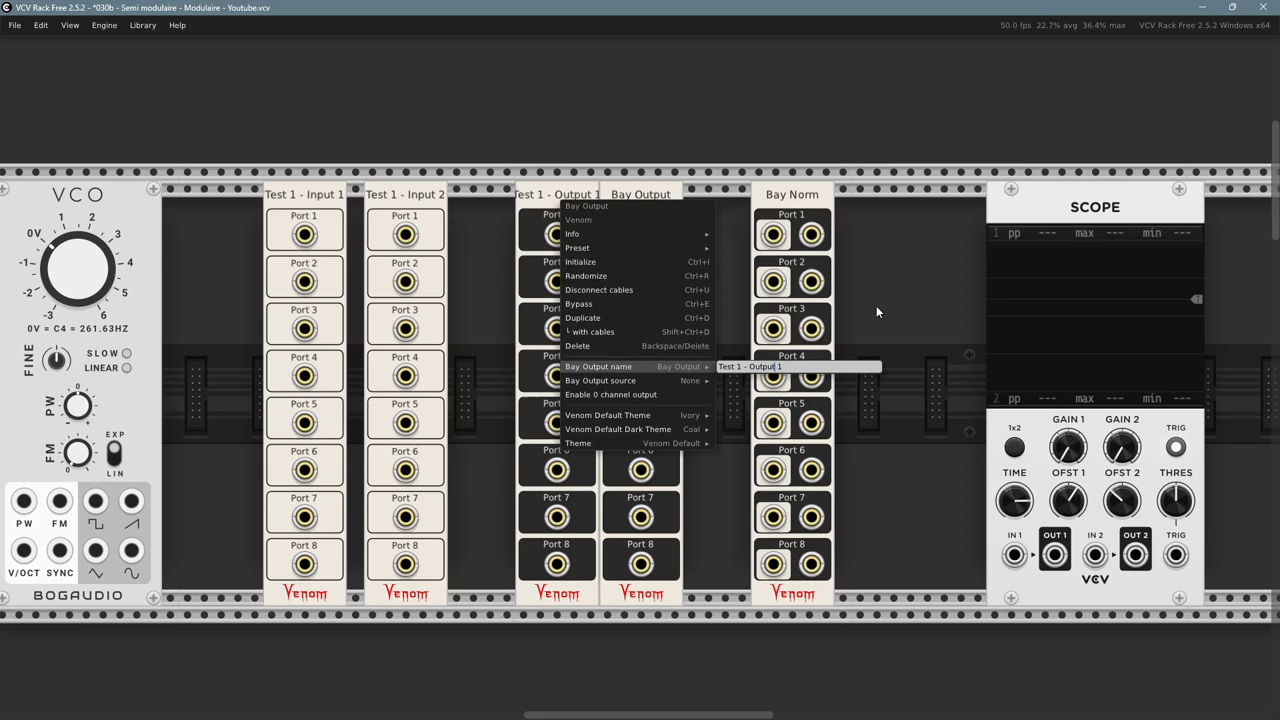 VCV Rack Free 2.5.2 - *030b - Semi modulaire - Modulaire - Youtube.vcv
File Edit View Engine Library Help
50.0 fps 22.7% avg 36.4% max VCV Rack Free 2.5.2 Windows x64
VCO
1 2
0V 3
-1 4
-2 5
-3 6
0V = C4 = 261.63HZ
FINE
SLOW
LINEAR
PW
0
- +
FM
0
EXP
LIN
PW FM
V/OCT SYNC
BOGAUDIO
Test 1 - Input 1
Port 1
Port 2
Port 3
Port 4
Port 5
Port 6
Port 7
Port 8
Venom
Test 1 - Input 2
Port 1
Port 2
Port 3
Port 4
Port 5
Port 6
Port 7
Port 8
Venom
Test 1 - Output 1
Port 7
Port 8
Venom
Bay Output
Port 7
Port 8
Venom
Bay Output
Venom
Info
Preset
Initialize Ctrl+I
Randomize Ctrl+R
Disconnect cables Ctrl+U
Bypass Ctrl+E
Duplicate Ctrl+D
└ with cables Shift+Ctrl+D
Delete Backspace/Delete
Bay Output name Bay Output
Test 1 - Output 1
Bay Output source None
Enable 0 channel output
Venom Default Theme Ivory
Venom Default Dark Theme Coal
Theme Venom Default
Bay Norm
Port 1
Port 2
Port 3
Port 4
Port 5
Port 6
Port 7
Port 8
Venom
SCOPE
1 pp --- max --- min ---
2 pp --- max --- min ---
1x2 GAIN 1 GAIN 2 TRIG
TIME OFST 1 OFST 2 THRES
IN 1 OUT 1 IN 2 OUT 2 TRIG
VCV